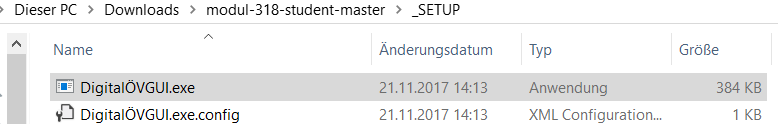 Dieser PC > Downloads > modul-318-student-master > _SETUP
Name Änderungsdatum Typ Größe
DigitalÖVGUI.exe 21.11.2017 14:13 Anwendung 384 KB
DigitalÖVGUI.exe.config 21.11.2017 14:13 XML Configuration... 1 KB